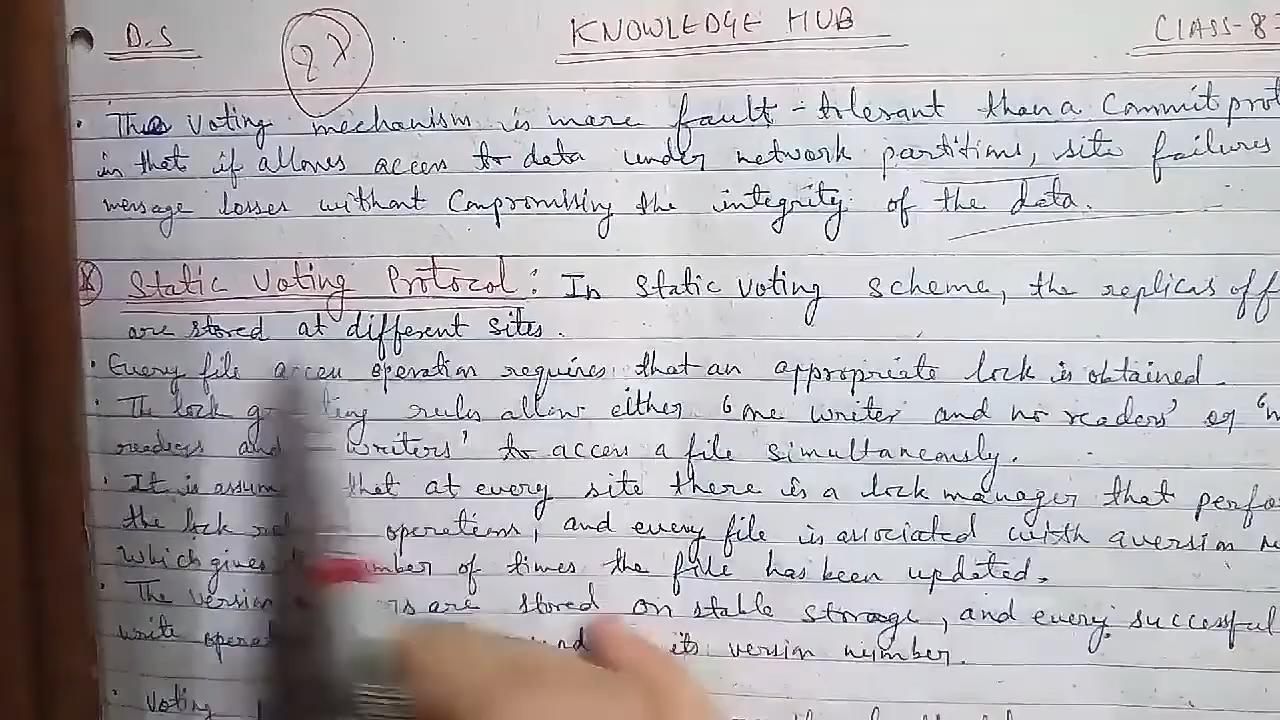 D.S
KNOWLEDGE HUB
CLASS-8
The Voting mechanism is more fault-tolerant than a Commit prot
in that if allows access to data under network partitions, site failures
message losses without Compromising the integrity of the data.
Static Voting Protocol: In Static Voting scheme, the replicas of f
are stored at different sites.
Every file access operation requires that an appropriate lock is obtained.
The lock g ting rules allow either "one writer and no readers" or
readers and writers" to access a file simultaneously.
It is assum that at every site there is a lock manager that perfo
the lock operations, and every file is associated with a version
which gives mber of times the file has been updated.
The version rs are stored on stable storage, and every successful
write operat its version number.
Voting